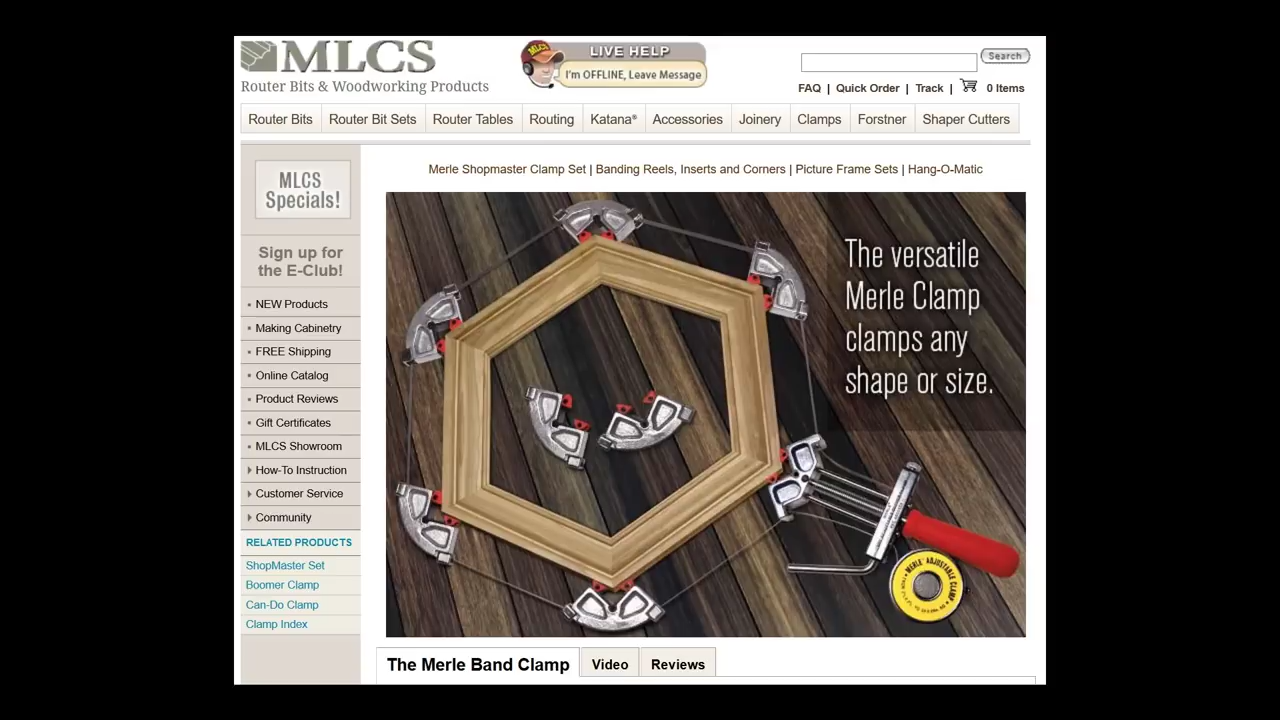 MLCS
Router Bits & Woodworking Products
MLCS
LIVE HELP
I'm OFFLINE, Leave Message
Search
FAQ | Quick Order | Track | 0 Items
Router Bits Router Bit Sets Router Tables Routing Katana® Accessories Joinery Clamps Forstner Shaper Cutters
MLCS
Specials!
Sign up for
the E-Club!
NEW Products
Making Cabinetry
FREE Shipping
Online Catalog
Product Reviews
Gift Certificates
MLCS Showroom
How-To Instruction
Customer Service
Community
RELATED PRODUCTS
ShopMaster Set
Boomer Clamp
Can-Do Clamp
Clamp Index
Merle Shopmaster Clamp Set | Banding Reels, Inserts and Corners | Picture Frame Sets | Hang-O-Matic
The versatile
Merle Clamp
clamps any
shape or size.
MERLE ADJUSTABLE CLAMP
The Merle Band Clamp Video Reviews